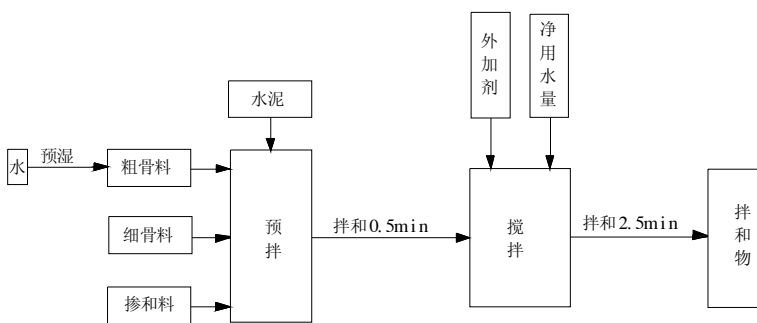 外加剂
净用水量
水泥
水
预湿
粗骨料
预拌
拌和0.5min
搅拌
拌和2.5min
拌和物
细骨料
掺和料